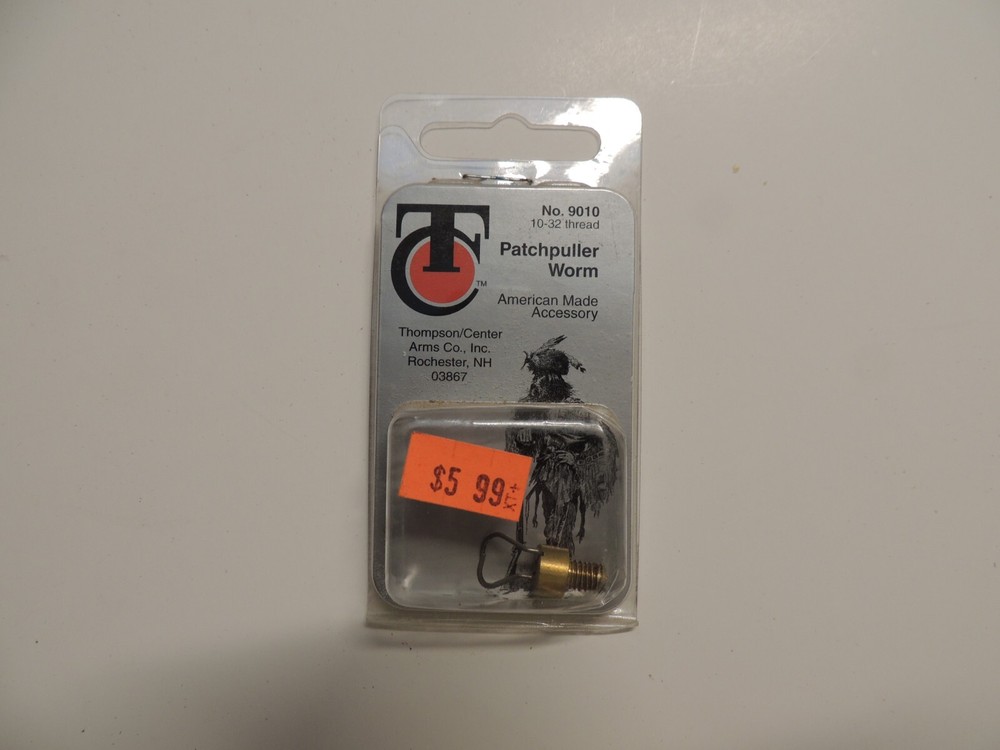 TC
TM
No. 9010
10-32 thread
Patchpuller
Worm
American Made
Accessory
Thompson/Center
Arms Co., Inc.
Rochester, NH
03867
$5 99
+TX